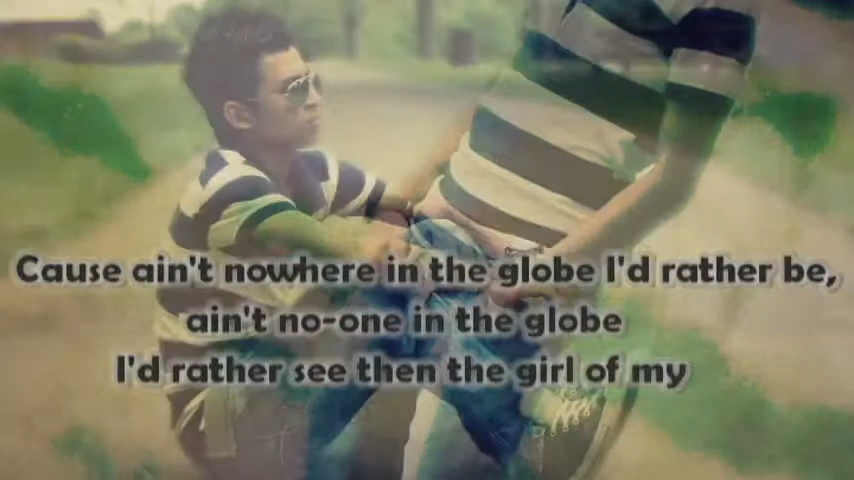 Cause ain't nowhere in the globe I'd rather be,
ain't no-one in the globe
I'd rather see then the girl of my